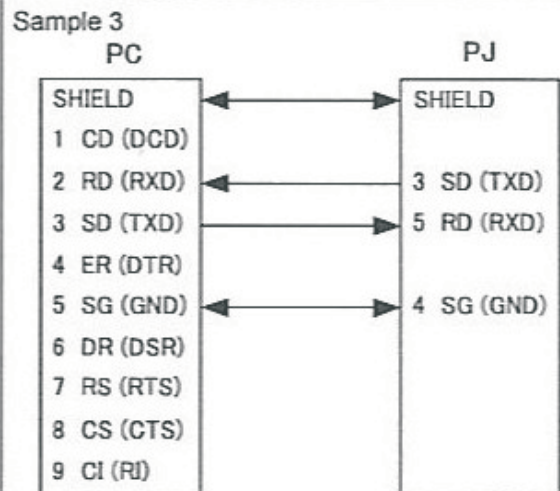 Sample 3
PC PJ
SHIELD SHIELD
1 CD (DCD)
2 RD (RXD) 3 SD (TXD)
3 SD (TXD) 5 RD (RXD)
4 ER (DTR)
5 SG (GND) 4 SG (GND)
6 DR (DSR)
7 RS (RTS)
8 CS (CTS)
9 CI (RI)